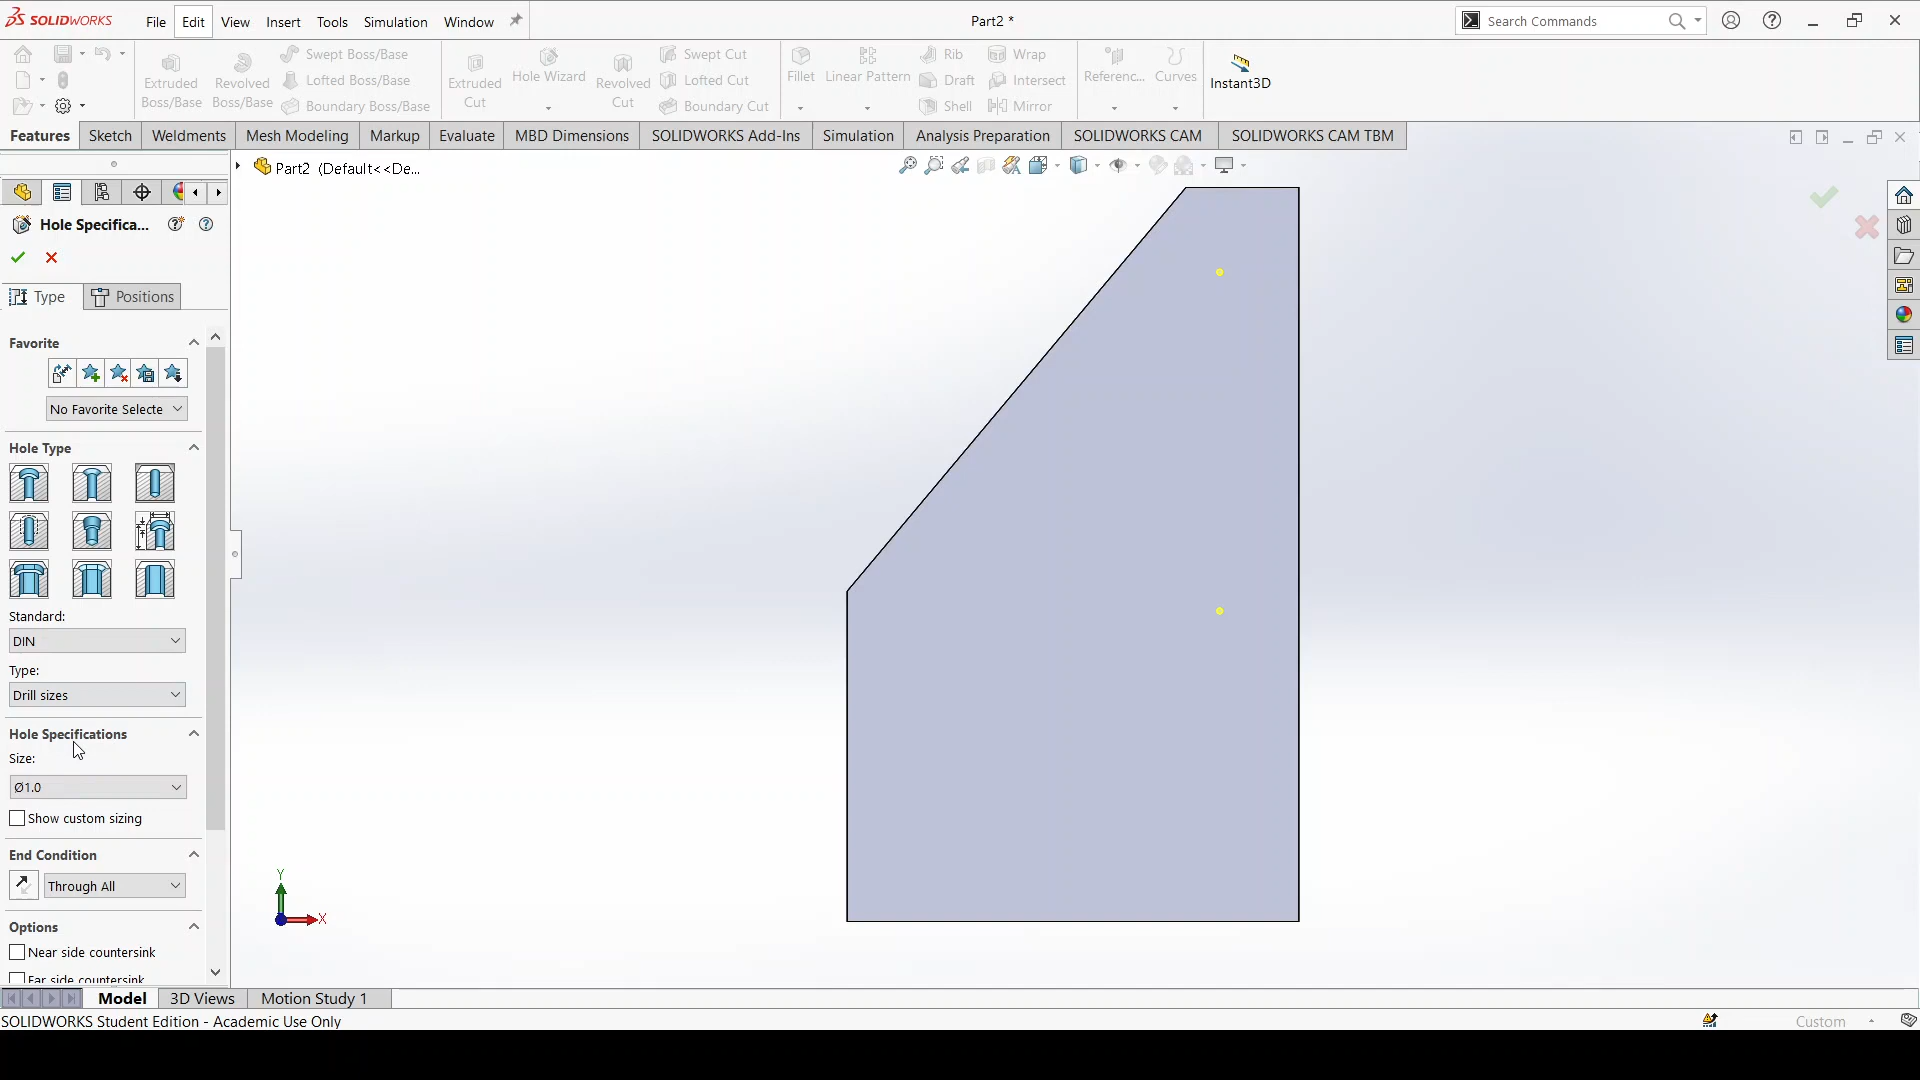 SOLIDWORKS File Edit View Insert Tools Simulation Window Part2 * Search Commands
Extruded Boss/Base
Revolved Boss/Base
Swept Boss/Base
Lofted Boss/Base
Boundary Boss/Base
Extruded Cut
Hole Wizard
Revolved Cut
Swept Cut
Lofted Cut
Boundary Cut
Fillet
Linear Pattern
Rib
Draft
Shell
Wrap
Intersect
Mirror
Referenc...
Curves
Instant3D
Features Sketch Weldments Mesh Modeling Markup Evaluate MBD Dimensions SOLIDWORKS Add-Ins Simulation Analysis Preparation SOLIDWORKS CAM SOLIDWORKS CAM TBM
Part2 (Default<<De...
Hole Specifica...
Type Positions
Favorite
No Favorite Selecte
Hole Type
Standard:
DIN
Type:
Drill sizes
Hole Specifications
Size:
Ø1.0
Show custom sizing
End Condition
Through All
Options
Near side countersink
Far side countersink
Y
X
Model 3D Views Motion Study 1
SOLIDWORKS Student Edition - Academic Use Only
Custom